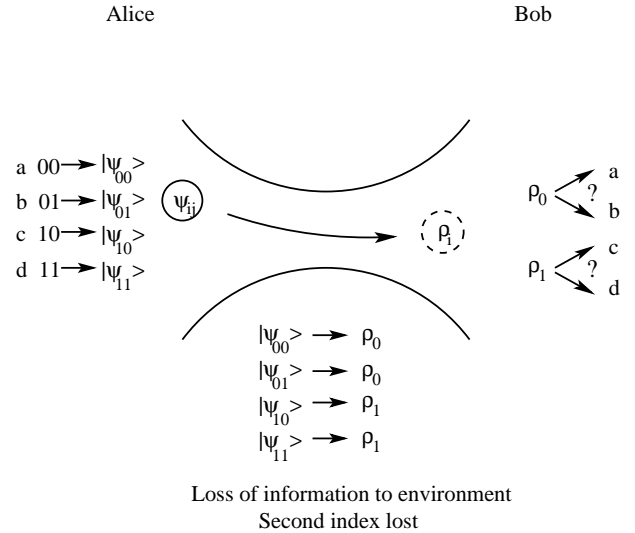 Alice
Bob
a 00 |ψ00>
b 01 |ψ01>
c 10 |ψ10>
d 11 |ψ11>
ψij
ρi
ρ0 ? a b
ρ1 ? c d
|ψ00> ρ0
|ψ01> ρ0
|ψ10> ρ1
|ψ11> ρ1
Loss of information to environment
Second index lost